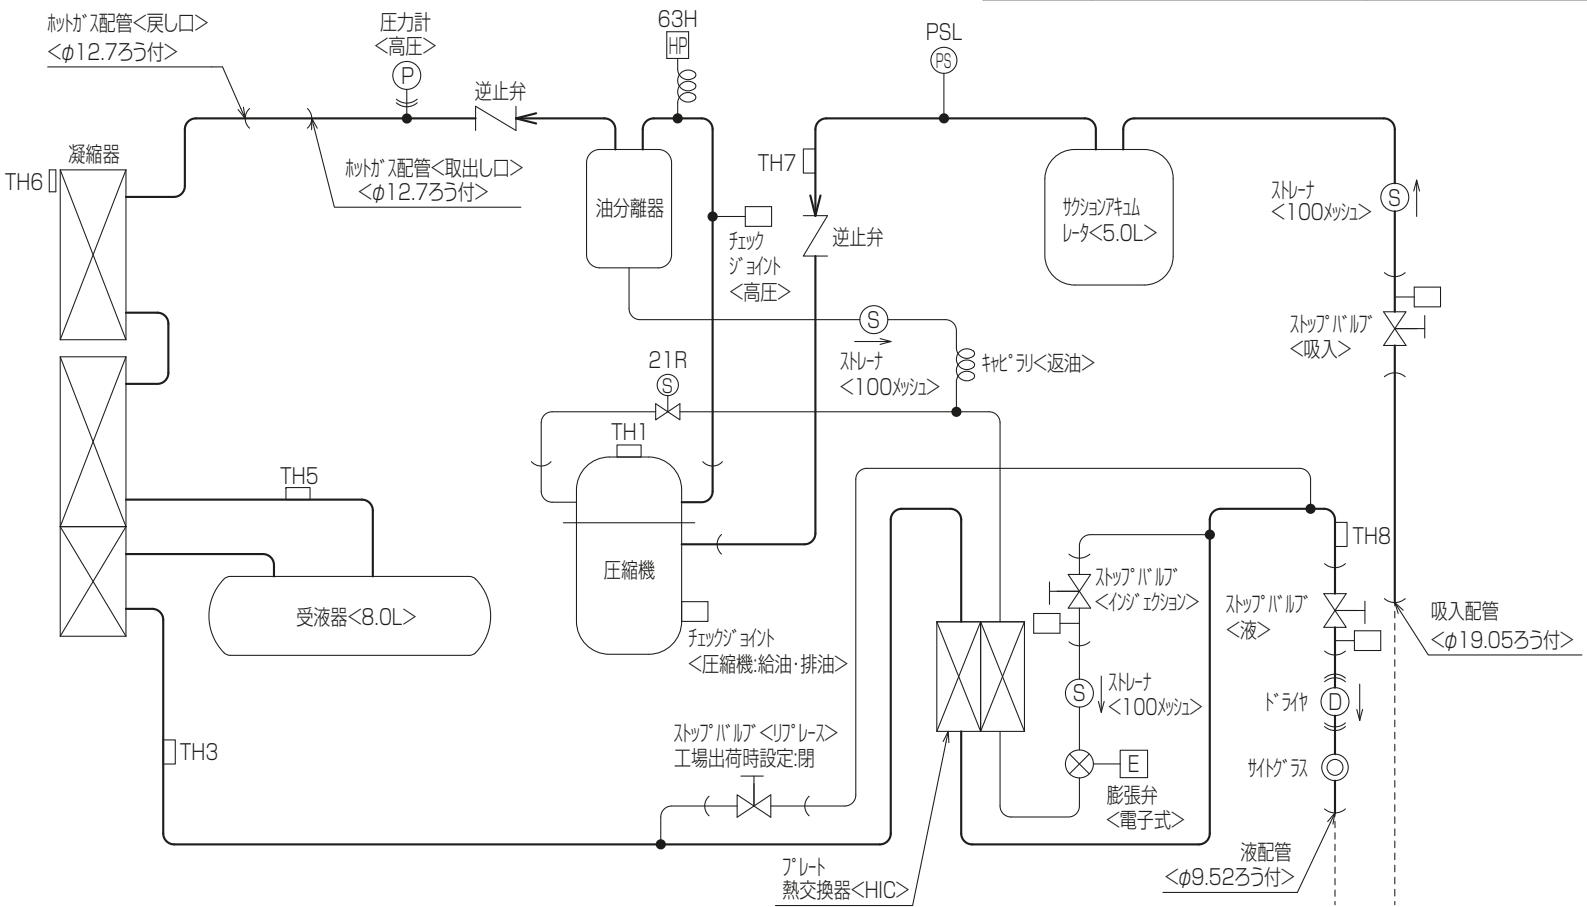 ホットガス配管<戻し口>
<φ12.7ろう付>
圧力計
<高圧>
P
63H
HP
逆止弁
PSL
PS
凝縮器
TH6
ホットガス配管<取出し口>
<φ12.7ろう付>
油分離器
チェック
ジョイント
<高圧>
TH7
逆止弁
サクションアキュム
レータ<5.0L>
ストレーナ
<100メッシュ>
S
ストップバルブ
<吸入>
S
ストレーナ
<100メッシュ>
キャピラリ<返油>
21R
S
TH1
TH5
圧縮機
受液器<8.0L>
チェックジョイント
<圧縮機:給油・排油>
TH3
ストップバルブ<リプレース>
工場出荷時設定:閉
プレート
熱交換器<HIC>
ストップバルブ
<インジェクション>
S
ストレーナ
<100メッシュ>
E
膨張弁
<電子式>
TH8
ストップバルブ
<液>
ドライヤ
D
サイトグラス
液配管
<φ9.52ろう付>
吸入配管
<φ19.05ろう付>